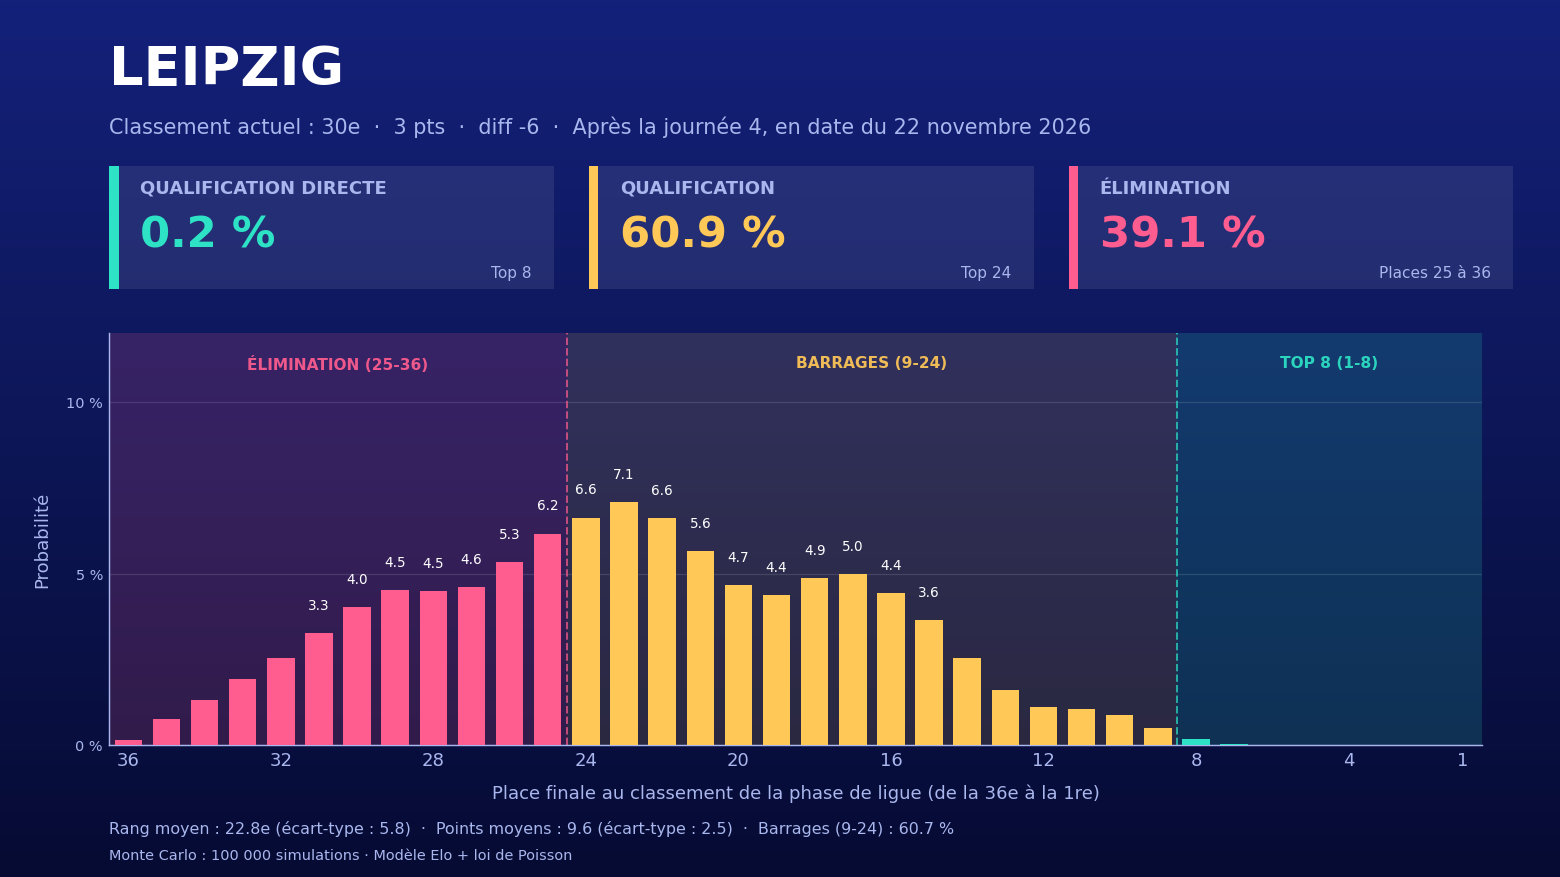 LEIPZIG
Classement actuel : 30e · 3 pts · diff -6 · Après la journée 4, en date du 22 novembre 2026
QUALIFICATION DIRECTE
0.2 %
Top 8
QUALIFICATION
60.9 %
Top 24
ÉLIMINATION
39.1 %
Places 25 à 36
ÉLIMINATION (25-36)
BARRAGES (9-24)
TOP 8 (1-8)
Probabilité
10 %
5 %
0 %
3.3
4.0
4.5
4.5
4.6
5.3
6.2
6.6
7.1
6.6
5.6
4.7
4.4
4.9
5.0
4.4
3.6
36 32 28 24 20 16 12 8 4 1
Place finale au classement de la phase de ligue (de la 36e à la 1re)
Rang moyen : 22.8e (écart-type : 5.8) · Points moyens : 9.6 (écart-type : 2.5) · Barrages (9-24) : 60.7 %
Monte Carlo : 100 000 simulations · Modèle Elo + loi de Poisson